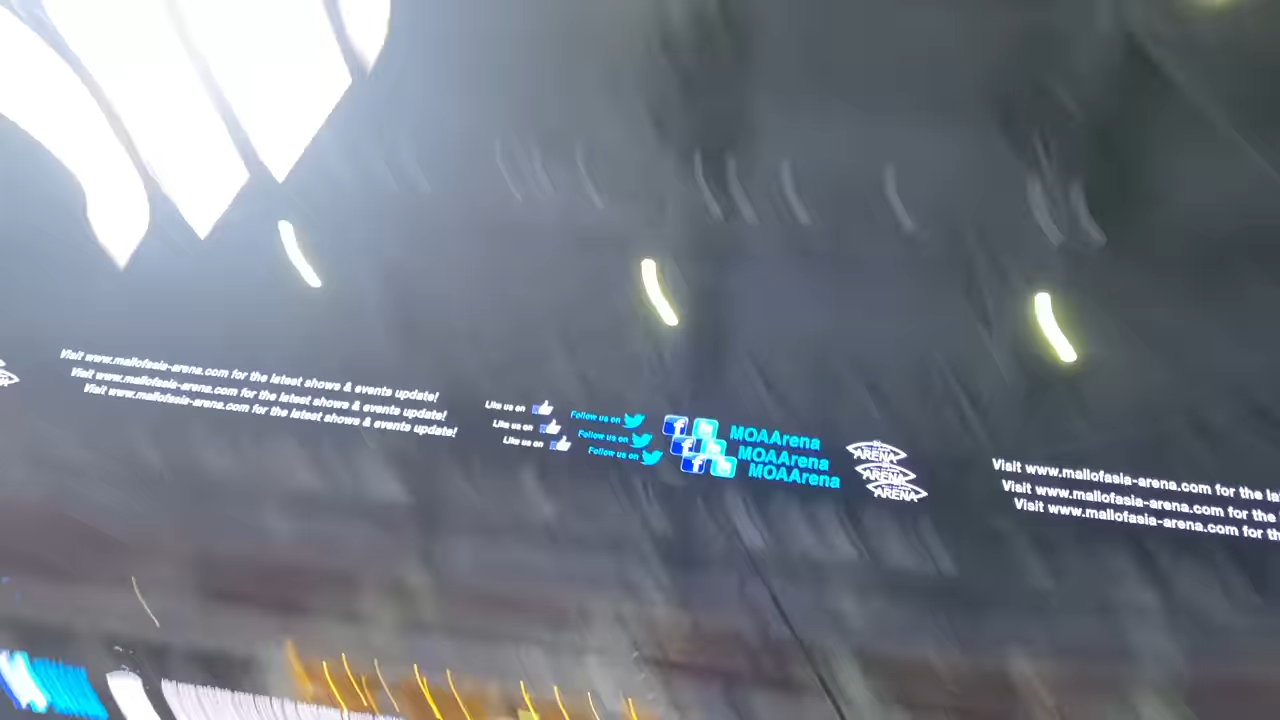 Visit www.mallofasia-arena.com for the latest shows & events update!
Visit www.mallofasia-arena.com for the latest shows & events update!
Visit www.mallofasia-arena.com for the latest shows & events update!
Like us on
Like us on
Like us on
Follow us on
Follow us on
Follow us on
MOAArena
MOAArena
MOAArena
ARENA
ARENA
ARENA
Visit www.mallofasia-arena.com for the
Visit www.mallofasia-arena.com for the
Visit www.mallofasia-arena.com for